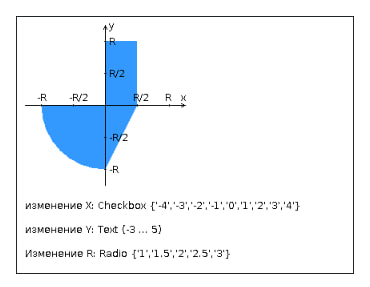 y
R
R/2
-R -R/2 R/2 R x
-R/2
-R
изменение X: Checkbox {'-4','-3','-2','-1','0','1','2','3','4'}
изменение Y: Text (-3 ... 5)
Изменение R: Radio {'1','1.5','2','2.5','3'}